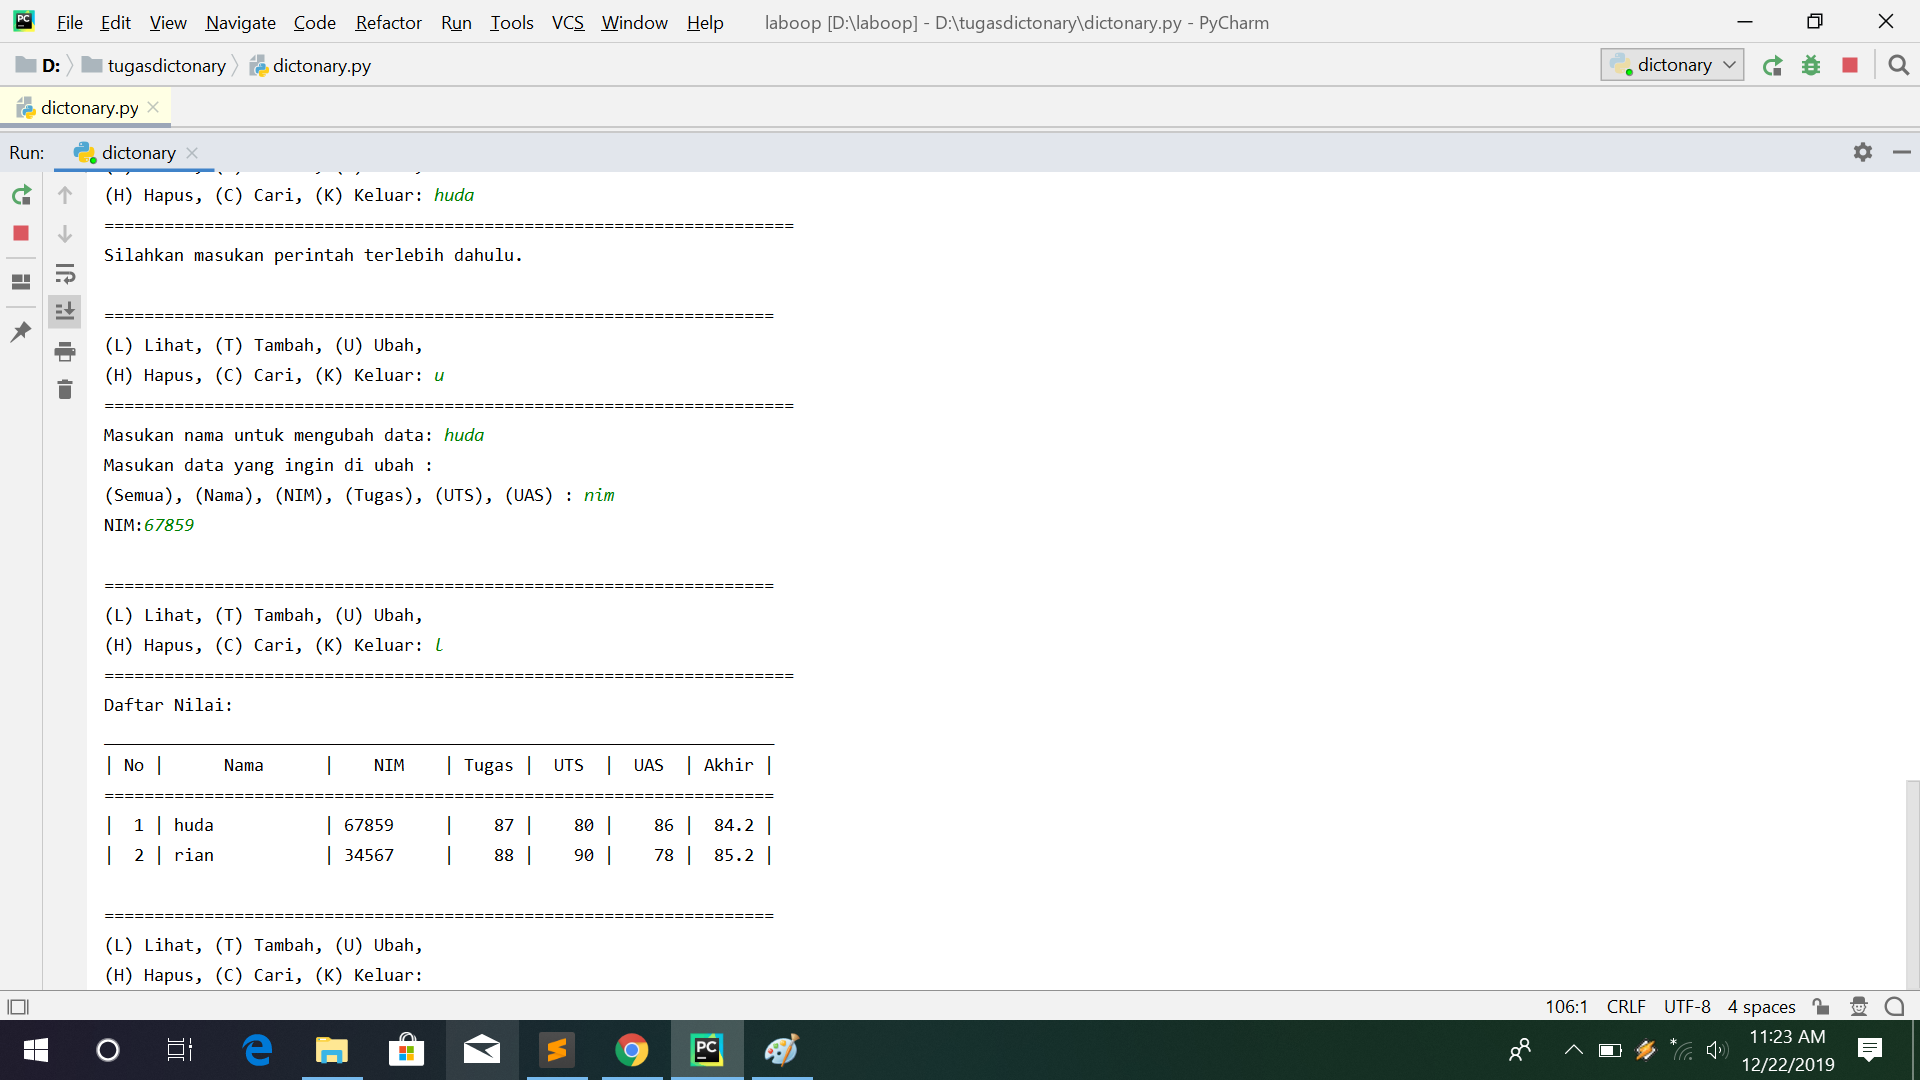 File Edit View Navigate Code Refactor Run Tools VCS Window Help laboop [D:\laboop] - D:\tugasdictonary\dictonary.py - PyCharm
D: tugasdictonary dictonary.py dictonary
dictonary.py
Run: dictonary
(H) Hapus, (C) Cari, (K) Keluar: huda
=====================================================================
Silahkan masukan perintah terlebih dahulu.
===================================================================
(L) Lihat, (T) Tambah, (U) Ubah,
(H) Hapus, (C) Cari, (K) Keluar: u
=====================================================================
Masukan nama untuk mengubah data: huda
Masukan data yang ingin di ubah :
(Semua), (Nama), (NIM), (Tugas), (UTS), (UAS) : nim
NIM:67859
===================================================================
(L) Lihat, (T) Tambah, (U) Ubah,
(H) Hapus, (C) Cari, (K) Keluar: l
=====================================================================
Daftar Nilai:
___________________________________________________________________
| No |      Nama      |    NIM    | Tugas |  UTS  |  UAS  | Akhir |
===================================================================
|  1 | huda           | 67859     |    87 |    80 |    86 |  84.2 |
|  2 | rian           | 34567     |    88 |    90 |    78 |  85.2 |
===================================================================
(L) Lihat, (T) Tambah, (U) Ubah,
(H) Hapus, (C) Cari, (K) Keluar:
106:1 CRLF UTF-8 4 spaces
PC
11:23 AM
12/22/2019